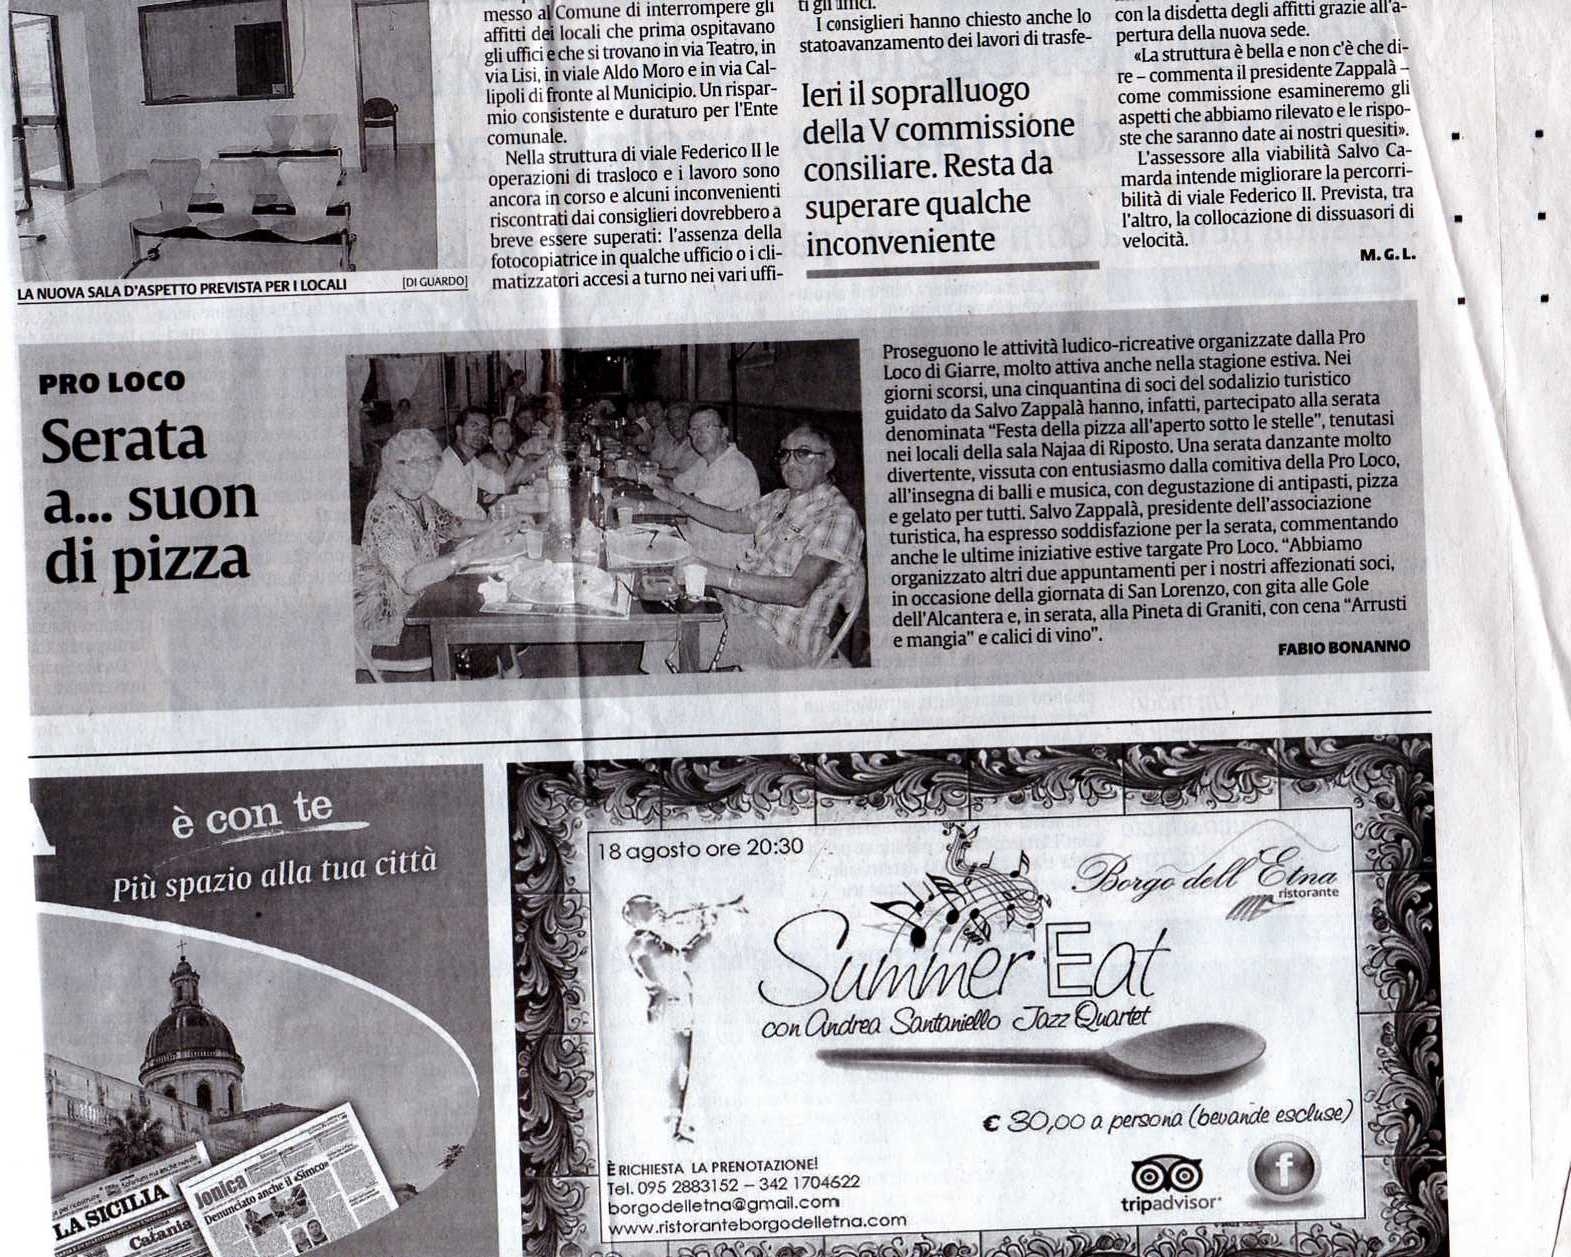 messo al Comune di interrompere gli
affitti dei locali che prima ospitavano
gli uffici e che si trovano in via Teatro, in
via Lisi, in viale Aldo Moro e in via Cal-
lipoli di fronte al Municipio. Un rispar-
mio consistente e duraturo per l'Ente
comunale.
Nella struttura di viale Federico II le
operazioni di trasloco e i lavoro sono
ancora in corso e alcuni inconvenienti
riscontrati dai consiglieri dovrebbero a
breve essere superati: l'assenza della
fotocopiatrice in qualche ufficio o i cli-
matizzatori accesi a turno nei vari uffi-
ti gli uffici.
I consiglieri hanno chiesto anche lo
stato avanzamento dei lavori di trasfe-
Ieri il sopralluogo
della V commissione
consiliare. Resta da
superare qualche
inconveniente
con la disdetta degli affitti grazie all'a-
pertura della nuova sede.
«La struttura è bella e non c'è che di-
re – commenta il presidente Zappalà –
come commissione esamineremo gli
aspetti che abbiamo rilevato e le rispo-
ste che saranno date ai nostri quesiti».
L'assessore alla viabilità Salvo Ca-
marda intende migliorare la percorri-
bilità di viale Federico II. Prevista, tra
l'altro, la collocazione di dissuasori di
velocità.
M. G. L.
LA NUOVA SALA D'ASPETTO PREVISTA PER I LOCALI [DI GUARDO]
PRO LOCO
Serata
a... suon
di pizza
Proseguono le attività ludico-ricreative organizzate dalla Pro
Loco di Giarre, molto attiva anche nella stagione estiva. Nei
giorni scorsi, una cinquantina di soci del sodalizio turistico
guidato da Salvo Zappalà hanno, infatti, partecipato alla serata
denominata “Festa della pizza all'aperto sotto le stelle”, tenutasi
nei locali della sala Najaa di Riposto. Una serata danzante molto
divertente, vissuta con entusiasmo dalla comitiva della Pro Loco,
all'insegna di balli e musica, con degustazione di antipasti, pizza
e gelato per tutti. Salvo Zappalà, presidente dell'associazione
turistica, ha espresso soddisfazione per la serata, commentando
anche le ultime iniziative estive targate Pro Loco. “Abbiamo
organizzato altri due appuntamenti per i nostri affezionati soci,
in occasione della giornata di San Lorenzo, con gita alle Gole
dell'Alcantera e, in serata, alla Pineta di Graniti, con cena “Arrusti
e mangia” e calici di vino”.
FABIO BONANNO
A
è con te
Più spazio alla tua città
LA SICILIA
Catania
Jonica
Denunciato anche il «Simco»
18 agosto ore 20:30
Borgo dell'Etna
ristorante
Summer Eat
con Andrea Santaniello Jazz Quartet
€ 30,00 a persona (bevande escluse)
È RICHIESTA LA PRENOTAZIONE!
Tel. 095 2883152 – 342 1704622
borgodelletna@gmail.com
www.ristoranteborgodelletna.com
tripadvisor
f